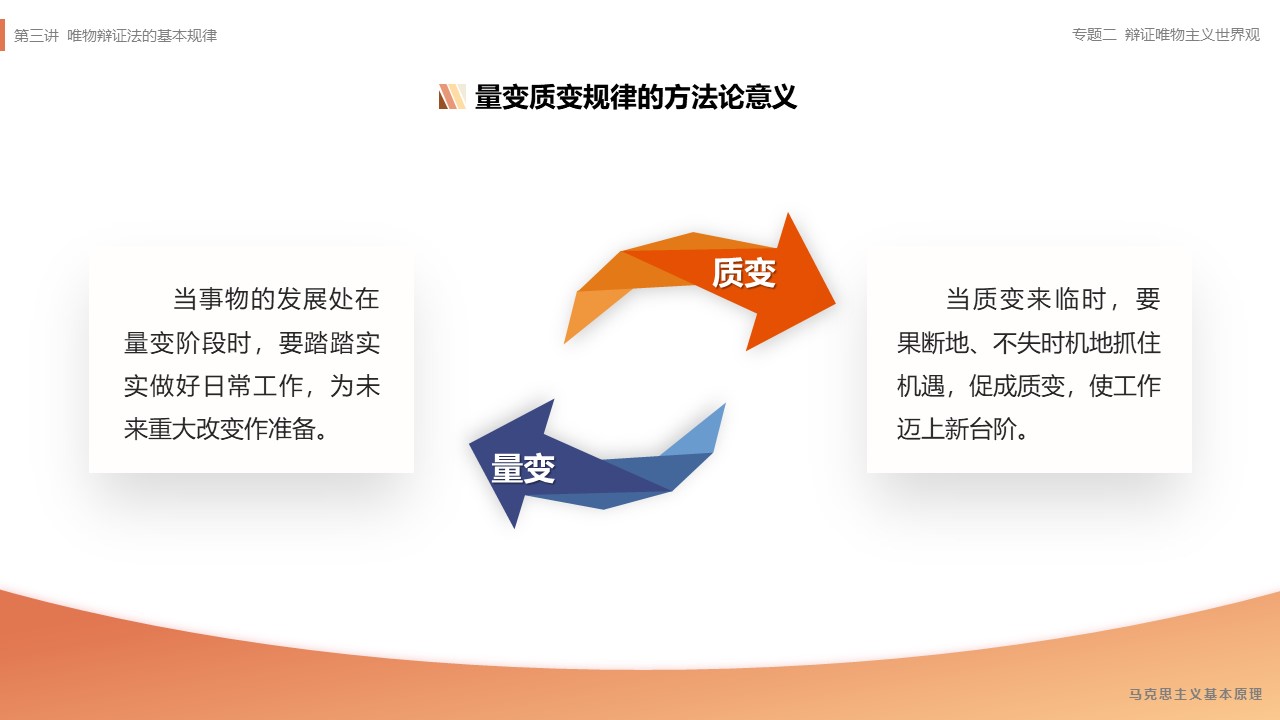 第三讲 唯物辩证法的基本规律
专题二 辩证唯物主义世界观
量变质变规律的方法论意义
当事物的发展处在
量变阶段时，要踏踏实
实做好日常工作，为未
来重大改变作准备。
质变
量变
当质变来临时，要
果断地、不失时机地抓住
机遇，促成质变，使工作
迈上新台阶。
马克思主义基本原理